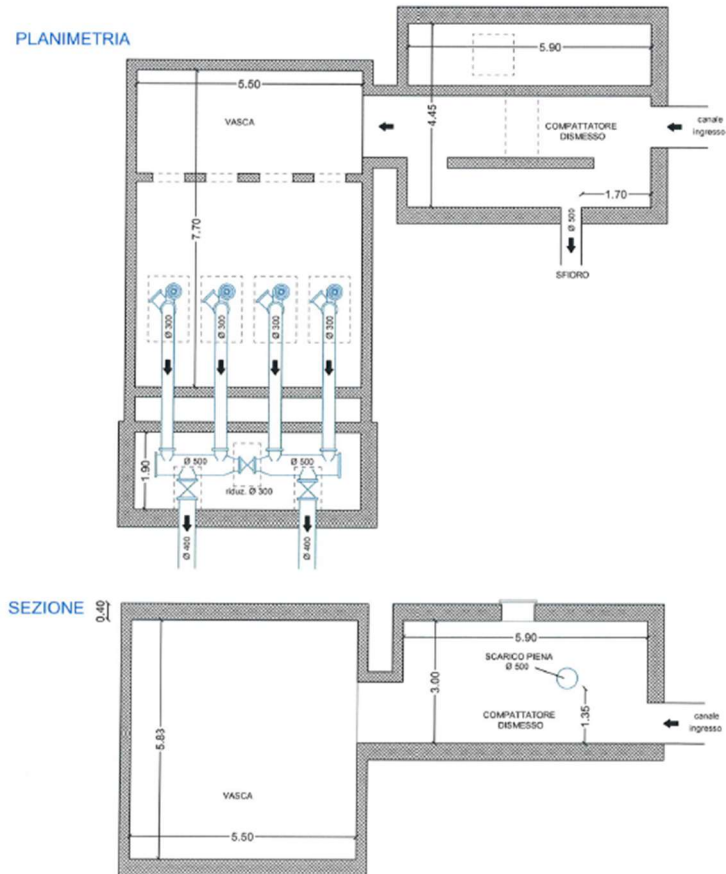 PLANIMETRIA
5.90
5.50
VASCA
4.45
COMPATTATORE
DISMESSO
canale
ingresso
1.70
7.70
Ø 500
SFIORO
Ø 300
Ø 300
Ø 300
Ø 300
1.90
Ø 500
Ø 500
riduz. Ø 300
Ø 400
Ø 400
SEZIONE
0.40
5.90
SCARICO PIENA
Ø 500
3.00
5.83
1.35
COMPATTATORE
DISMESSO
canale
ingresso
VASCA
5.50